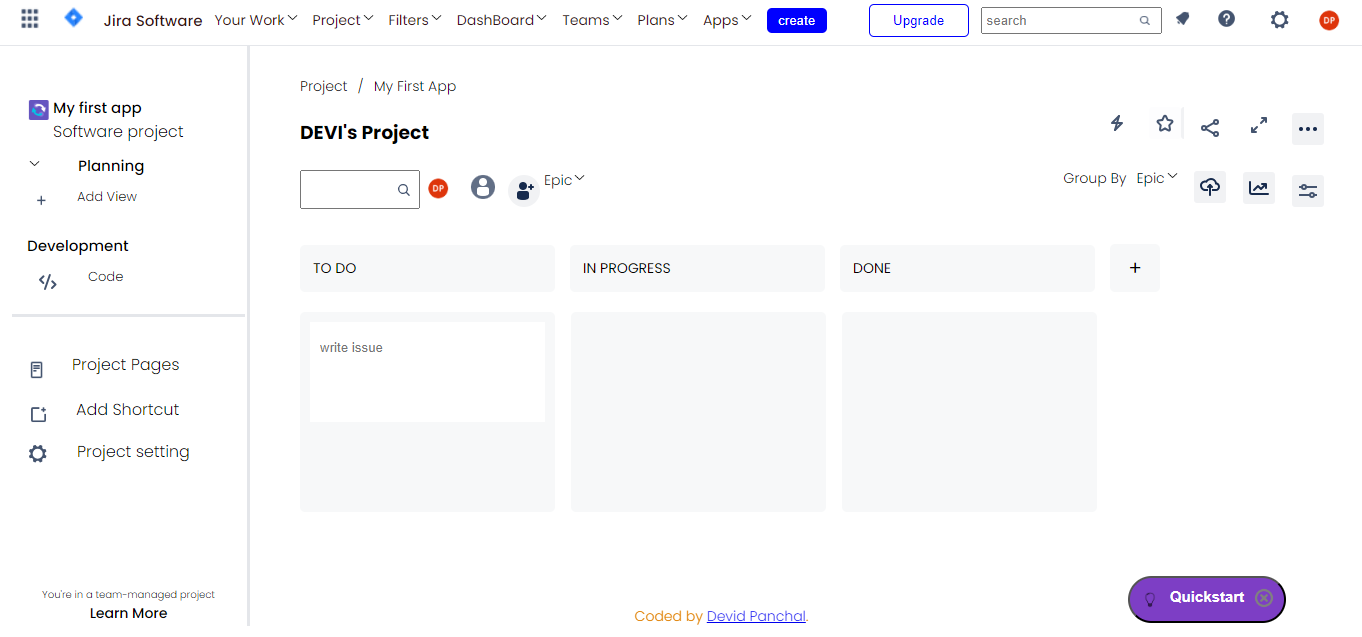 Jira Software Your Work Project Filters DashBoard Teams Plans Apps create Upgrade search DP
My first app
Software project
Planning
Add View
Development
Code
Project Pages
Add Shortcut
Project setting
You're in a team-managed project
Learn More
Project / My First App
DEVI's Project
DP Epic Group By Epic
TO DO IN PROGRESS DONE +
write issue
Quickstart
Coded by Devid Panchal.